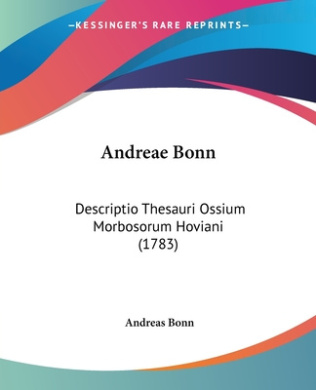 ~KESSINGER'S RARE REPRINTS~
Andreae Bonn
Descriptio Thesauri Ossium
Morbosorum Hoviani
(1783)
Andreas Bonn